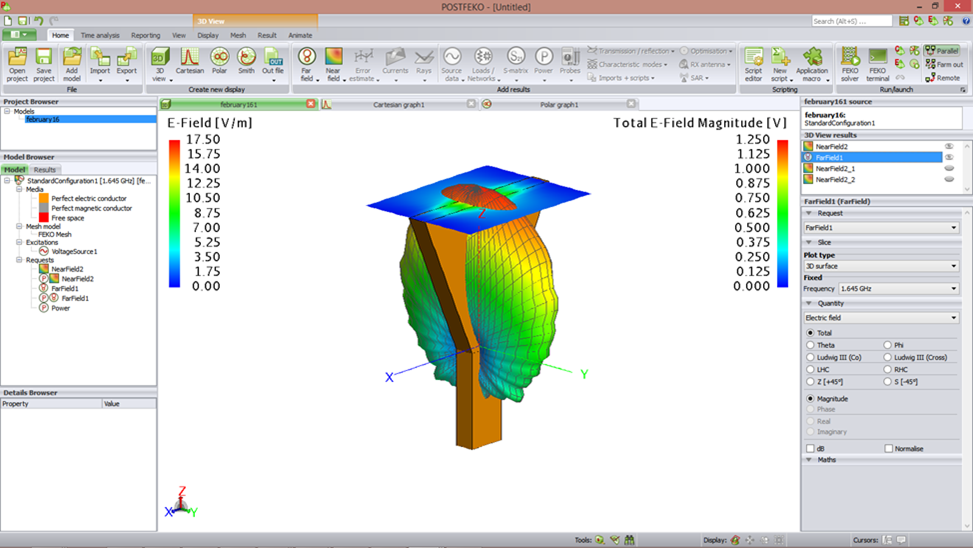 POSTFEKO - [Untitled]
3D View
Search (Alt+S) ...
Home Time analysis Reporting View Display Mesh Result Animate
Open project Save project Add model Import Export
3D view Cartesian Polar Smith Out file
Far field Near field Error estimate Currents Rays Source data Loads / Networks S-matrix Power Probes
Transmission / reflection Optimisation
Characteristic modes RX antenna
Imports + scripts SAR
Script editor New script Application macro
FEKO solver FEKO terminal
Parallel
Farm out
Remote
File Create new display Add results Scripting Run/launch
Project Browser
Models
february16
Model Browser
Model Results
StandardConfiguration1 [1.645 GHz] [fe...
Media
Perfect electric conductor
Perfect magnetic conductor
Free space
Mesh model
FEKO Mesh
Excitations
VoltageSource1
Requests
NearField2
NearField2
FarField1
FarField1
Power
Details Browser
Property Value
february161 Cartesian graph1 Polar graph1
E-Field [V/m]
17.50
15.75
14.00
12.25
10.50
8.75
7.00
5.25
3.50
1.75
0.00
Total E-Field Magnitude [V]
1.250
1.125
1.000
0.875
0.750
0.625
0.500
0.375
0.250
0.125
0.000
Z
X
Y
Z
X Y
february161 source
february16:
StandardConfiguration1
3D View results
NearField2
FarField1
NearField2_1
NearField2_2
FarField1 (FarField)
Request
FarField1
Slice
Plot type
3D surface
Fixed
Frequency 1.645 GHz
Quantity
Electric field
Total
Theta Phi
Ludwig III (Co) Ludwig III (Cross)
LHC RHC
Z [+45°] S [-45°]
Magnitude
Phase
Real
Imaginary
dB Normalise
Maths
Tools: Display: Cursors: